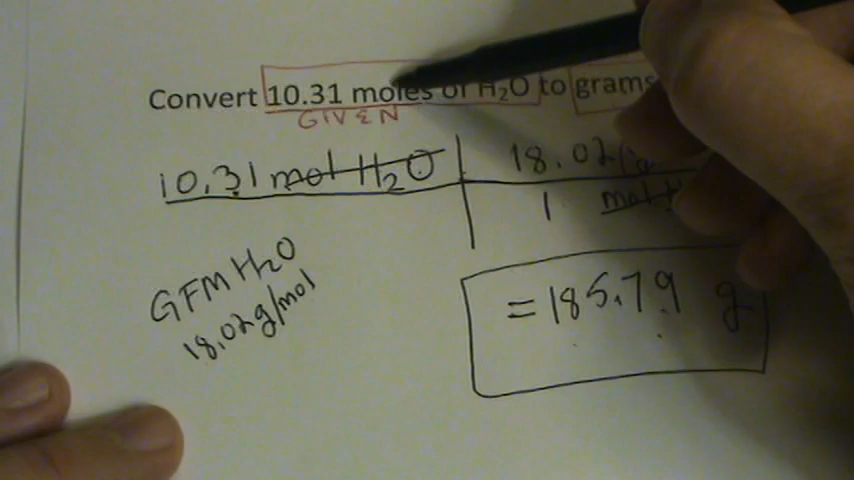 Convert 10.31 moles of H₂O to grams
GIVEN
10.31 mol H₂O 18.02
1 mol H
GFM H₂O
18.02g/mol
=185.79 g